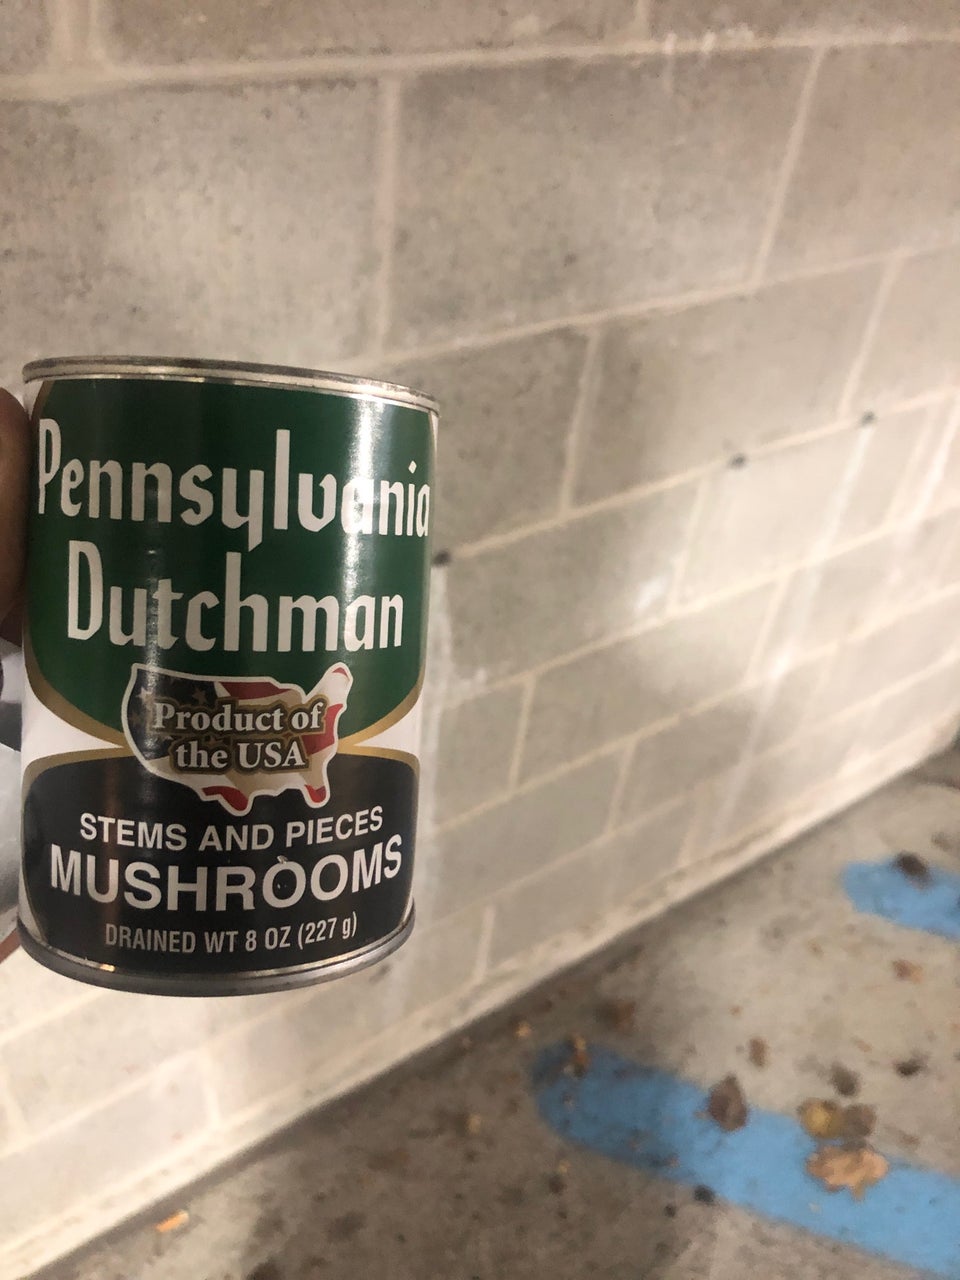 Pennsylvania
Dutchman
Product of
the USA
STEMS AND PIECES
MUSHROOMS
DRAINED WT 8 OZ (227 g)